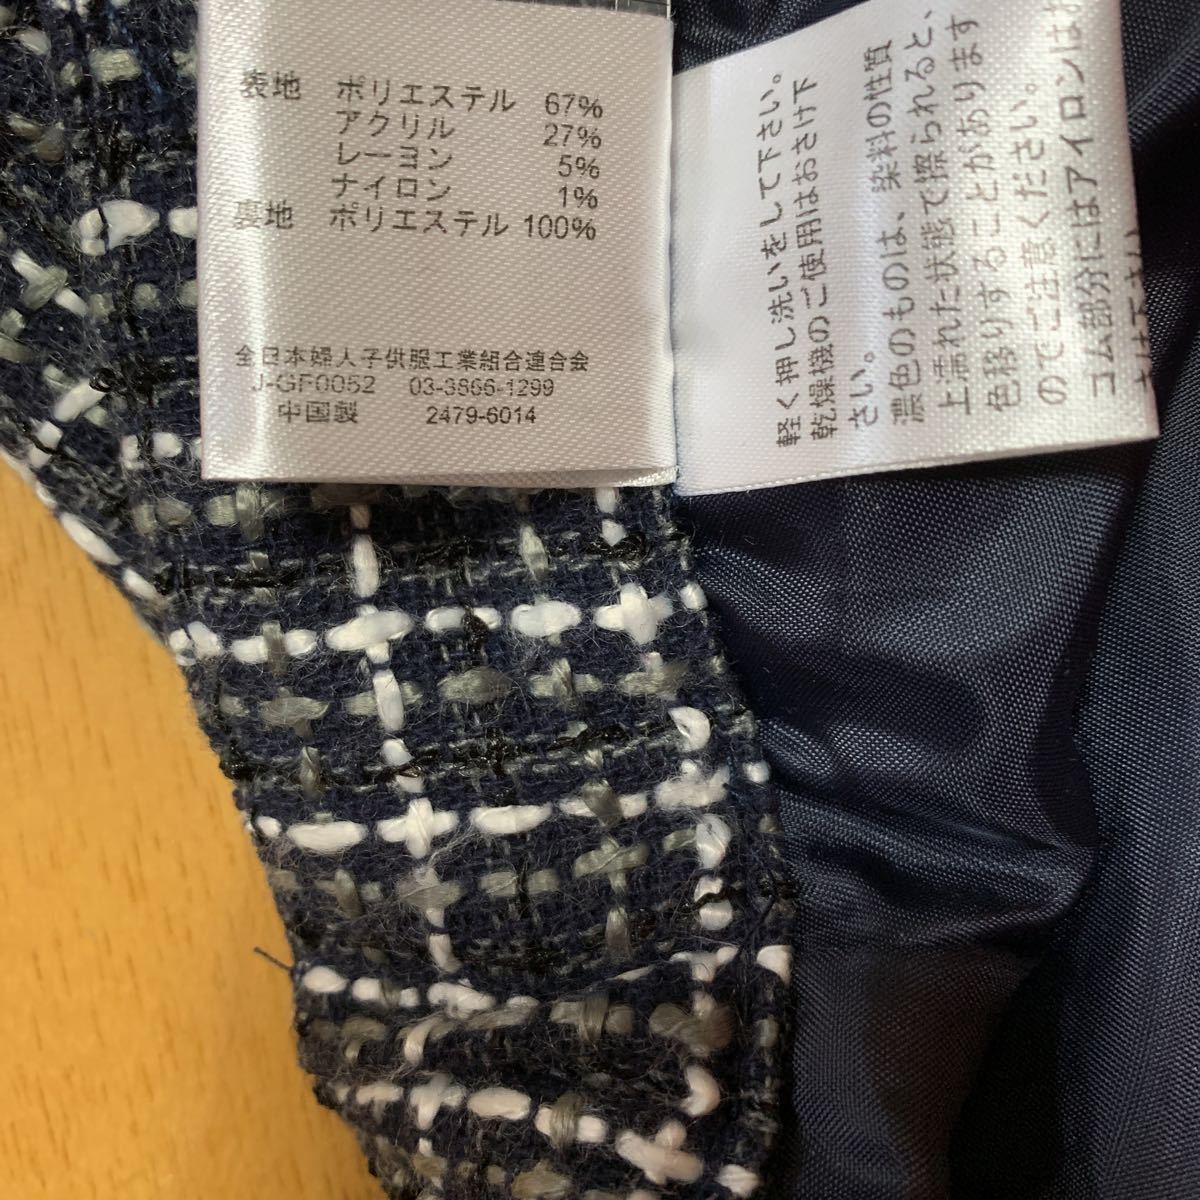 表地 ポリエステル 67%
アクリル 27%
レーヨン 5%
ナイロン 1%
裏地 ポリエステル 100%
全日本婦人子供服工業組合連合会
J-GF0052 03-3866-1299
中国製 2479-6014
軽く押し洗いをして下さい。
乾燥機のご使用はおさけ下
さい。
濃色のものは、染料の性質
上濡れた状態で擦られると、
色移りすることがあります
のでご注意ください。
ゴム部分にはアイロンはお